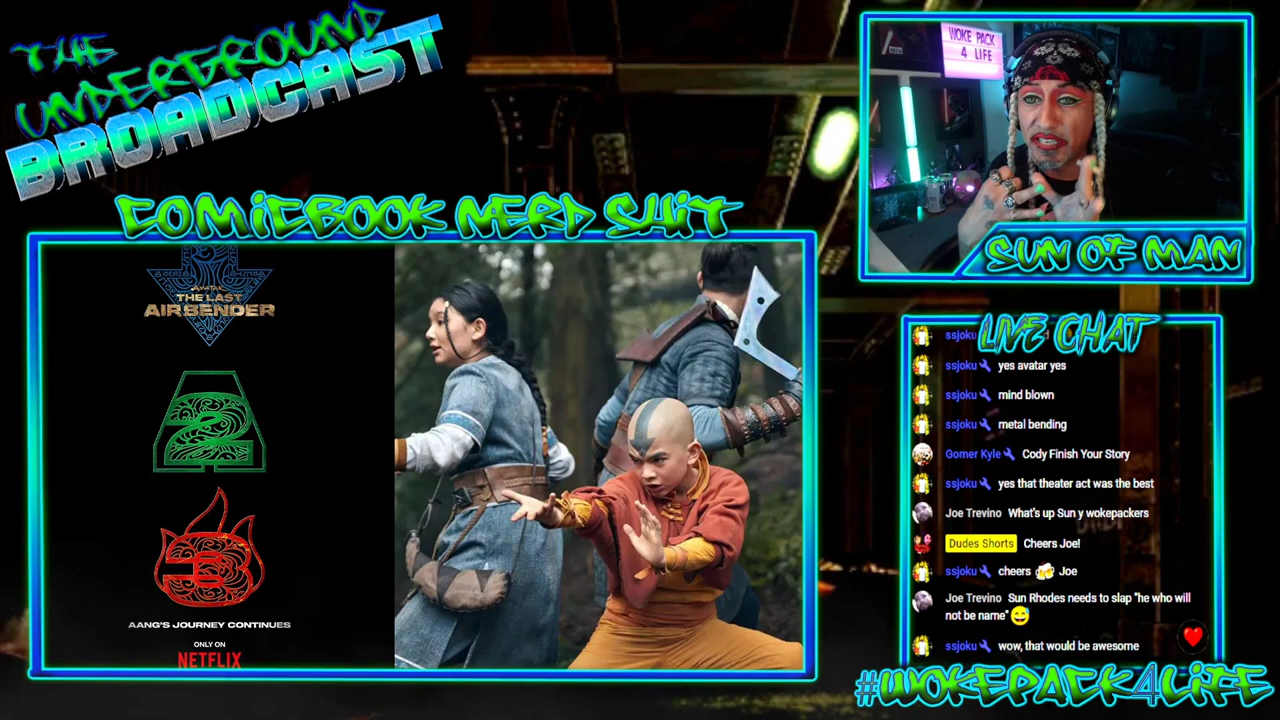 THE
UNDERGROUND
BROADCAST
WOKE PACK
4 LIFE
COMICBOOK NERD SHIT
SUN OF MAN
AVATAR
THE LAST
AIRBENDER
2
3
AANG'S JOURNEY CONTINUES
ONLY ON
NETFLIX
LIVE CHAT
ssjoku
ssjoku yes avatar yes
ssjoku mind blown
ssjoku metal bending
Gomer Kyle Cody Finish Your Story
ssjoku yes that theater act was the best
Joe Trevino What's up Sun y wokepackers
Dudes Shorts Cheers Joe!
ssjoku cheers 🍻 Joe
Joe Trevino Sun Rhodes needs to slap "he who will
not be name"😅
ssjoku wow, that would be awesome
#WOKEPACK4LIFE